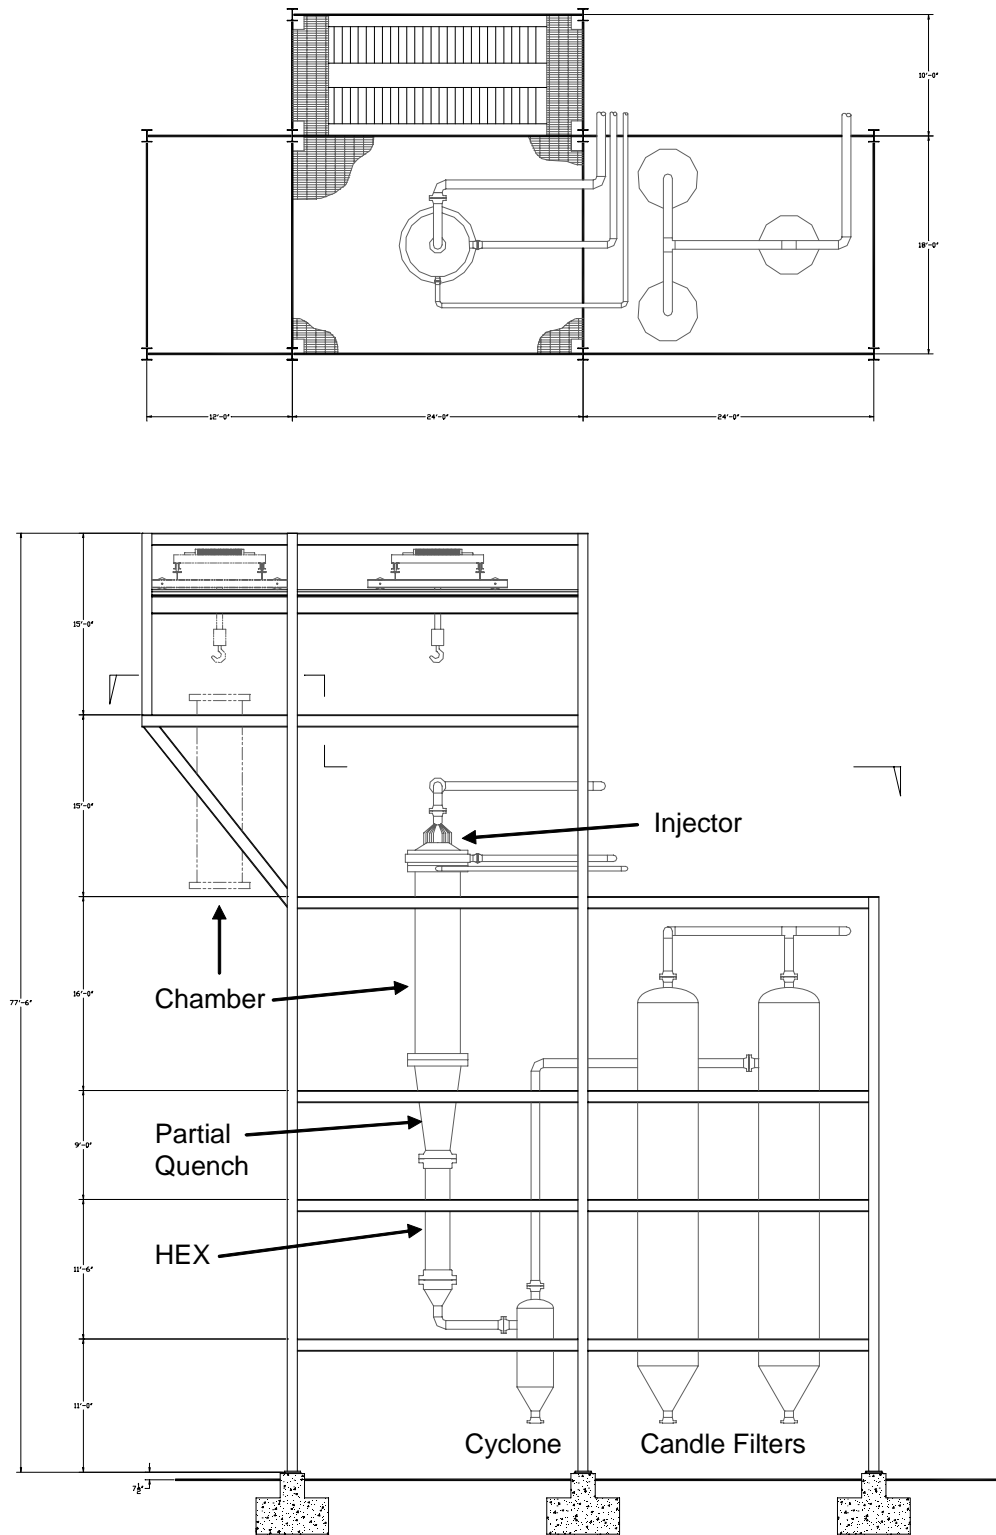 10'-0"
18'-0"
12'-0"
24'-0"
24'-0"
15'-0"
15'-0"
Injector
77'-6"
16'-0"
Chamber
9'-0"
Partial
Quench
11'-6"
HEX
11'-0"
Cyclone
Candle Filters